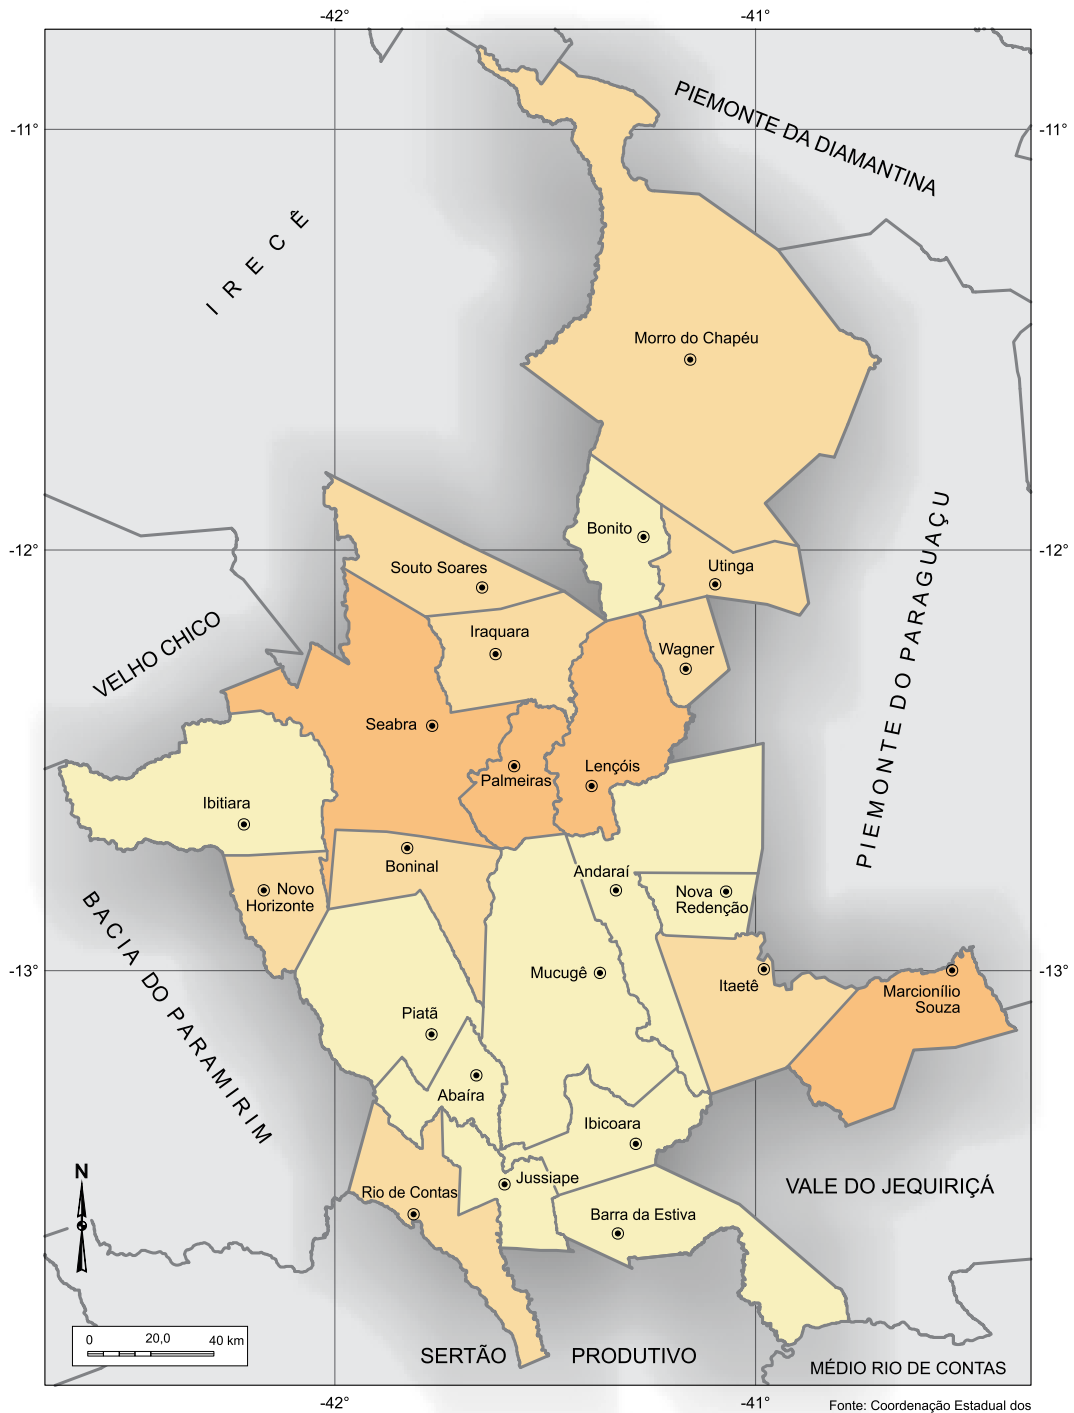 -42°
-41°
-11°
-11°
PIEMONTE DA DIAMANTINA
IRECÊ
Morro do Chapéu
Bonito
-12°
-12°
Utinga
Souto Soares
Iraquara
Wagner
VELHO CHICO
PIEMONTE DO PARAGUAÇU
Seabra
Palmeiras
Lençóis
Ibitiara
Boninal
Andaraí
Novo
Horizonte
Nova
Redenção
BACIA DO PARAMIRIM
-13°
-13°
Mucugê
Itaetê
Marcionílio
Souza
Piatã
Abaíra
Ibicoara
Jussiape
Rio de Contas
Barra da Estiva
VALE DO JEQUIRIÇÁ
N
0 20,0 40 km
SERTÃO PRODUTIVO
MÉDIO RIO DE CONTAS
-42°
-41°
Fonte: Coordenação Estadual dos